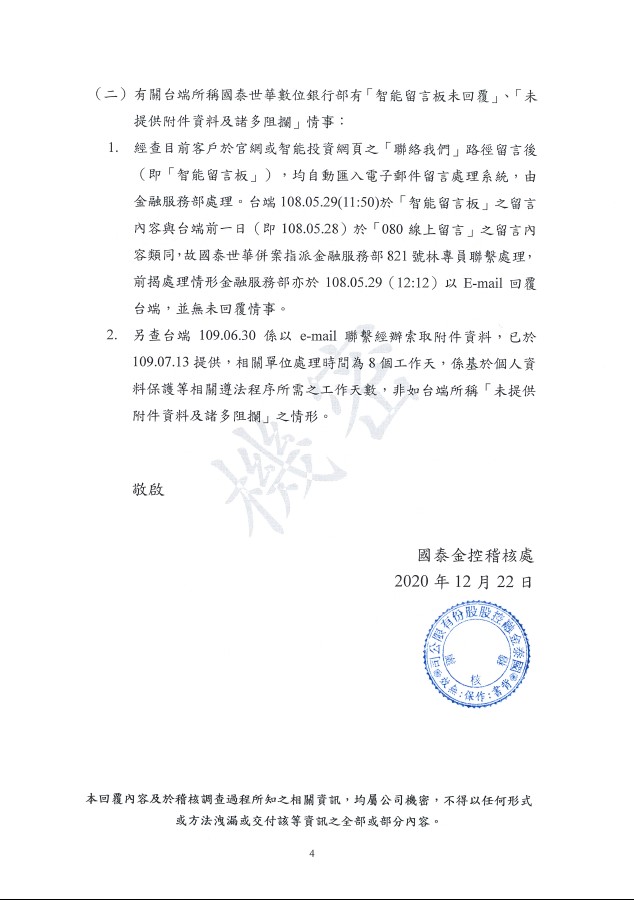 （二）有關台端所稱國泰世華數位銀行部有「智能留言板未回覆」、「未
提供附件資料及諸多阻攔」情事：
1. 經查目前客戶於官網或智能投資網頁之「聯絡我們」路徑留言後
（即「智能留言板」），均自動匯入電子郵件留言處理系統，由
金融服務部處理。台端 108.05.29(11:50)於「智能留言板」之留言
內容與台端前一日（即 108.05.28）於「080 線上留言」之留言內
容類同，故國泰世華併案指派金融服務部 821 號林專員聯繫處理，
前揭處理情形金融服務部亦於 108.05.29（12:12）以 E-mail 回覆
台端，並無未回覆情事。
2. 另查台端 109.06.30 係以 e-mail 聯繫經辦索取附件資料，已於
109.07.13 提供，相關單位處理時間為 8 個工作天，係基於個人資
料保護等相關遵法程序所需之工作天數，非如台端所稱「未提供
附件資料及諸多阻攔」之情形。
機密
敬啟
國泰金控稽核處
2020 年 12 月 22 日
國泰金融控股股份有限公司
稽核處
背書:作保:無效
本回覆內容及於稽核調查過程所知之相關資訊，均屬公司機密，不得以任何形式
或方法洩漏或交付該等資訊之全部或部分內容。
4